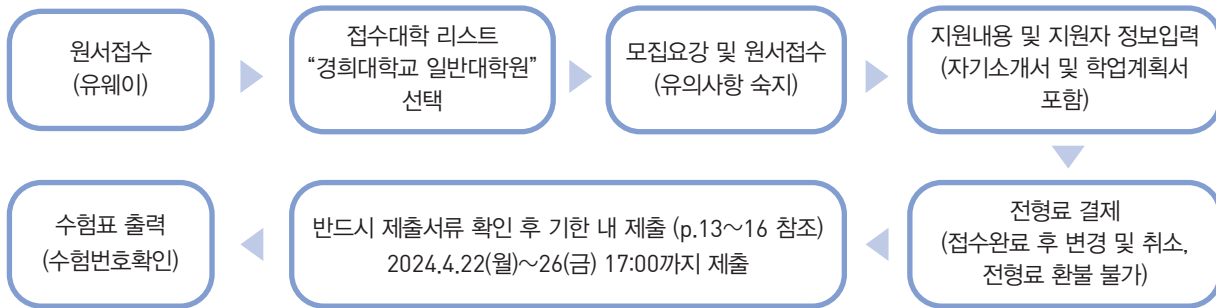 원서접수
(유웨이)
접수대학 리스트
“경희대학교 일반대학원”
선택
모집요강 및 원서접수
(유의사항 숙지)
지원내용 및 지원자 정보입력
(자기소개서 및 학업계획서
포함)
전형료 결제
(접수완료 후 변경 및 취소,
전형료 환불 불가)
반드시 제출서류 확인 후 기한 내 제출 (p.13～16 참조)
2024.4.22(월)～26(금) 17:00까지 제출
수험표 출력
(수험번호확인)